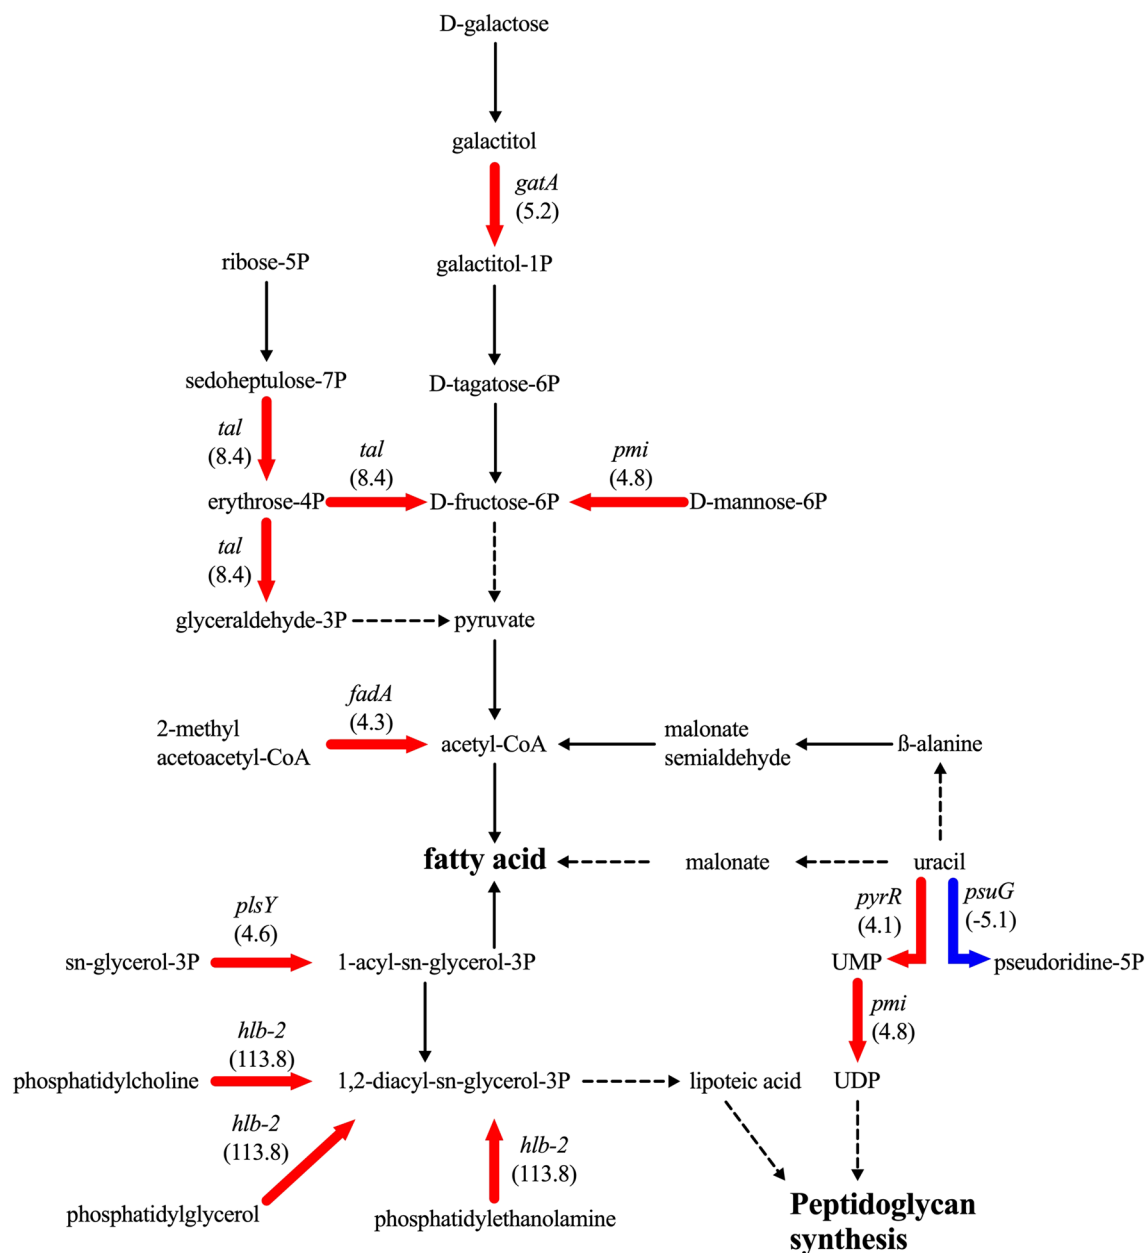 D-galactose
galactitol
gatA
(5.2)
ribose-5P
galactitol-1P
sedoheptulose-7P
D-tagatose-6P
tal
(8.4)
tal
(8.4)
pmi
(4.8)
erythrose-4P
D-fructose-6P
D-mannose-6P
tal
(8.4)
glyceraldehyde-3P
pyruvate
fadA
(4.3)
2-methyl
acetoacetyl-CoA
acetyl-CoA
malonate
semialdehyde
ß-alanine
fatty acid
malonate
uracil
plsY
(4.6)
pyrR
(4.1)
psuG
(-5.1)
sn-glycerol-3P
1-acyl-sn-glycerol-3P
UMP
pseudoridine-5P
hlb-2
(113.8)
pmi
(4.8)
phosphatidylcholine
1,2-diacyl-sn-glycerol-3P
lipoteic acid
UDP
hlb-2
(113.8)
hlb-2
(113.8)
phosphatidylglycerol
phosphatidylethanolamine
Peptidoglycan
synthesis